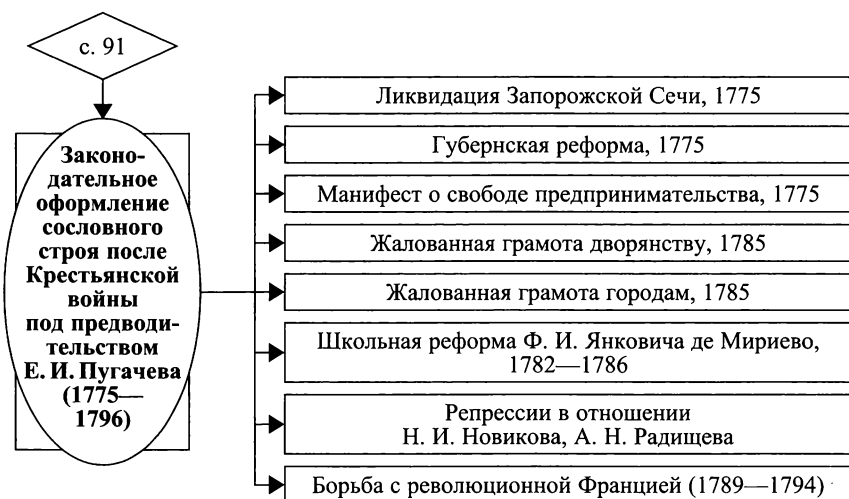 с. 91
Законо-
дательное
оформление
сословного
строя после
Крестьянской
войны
под предводи-
тельством
Е. И. Пугачева
(1775—
1796)
Ликвидация Запорожской Сечи, 1775
Губернская реформа, 1775
Манифест о свободе предпринимательства, 1775
Жалованная грамота дворянству, 1785
Жалованная грамота городам, 1785
Школьная реформа Ф. И. Янковича де Мириево,
1782—1786
Репрессии в отношении
Н. И. Новикова, А. Н. Радищева
Борьба с революционной Францией (1789—1794)